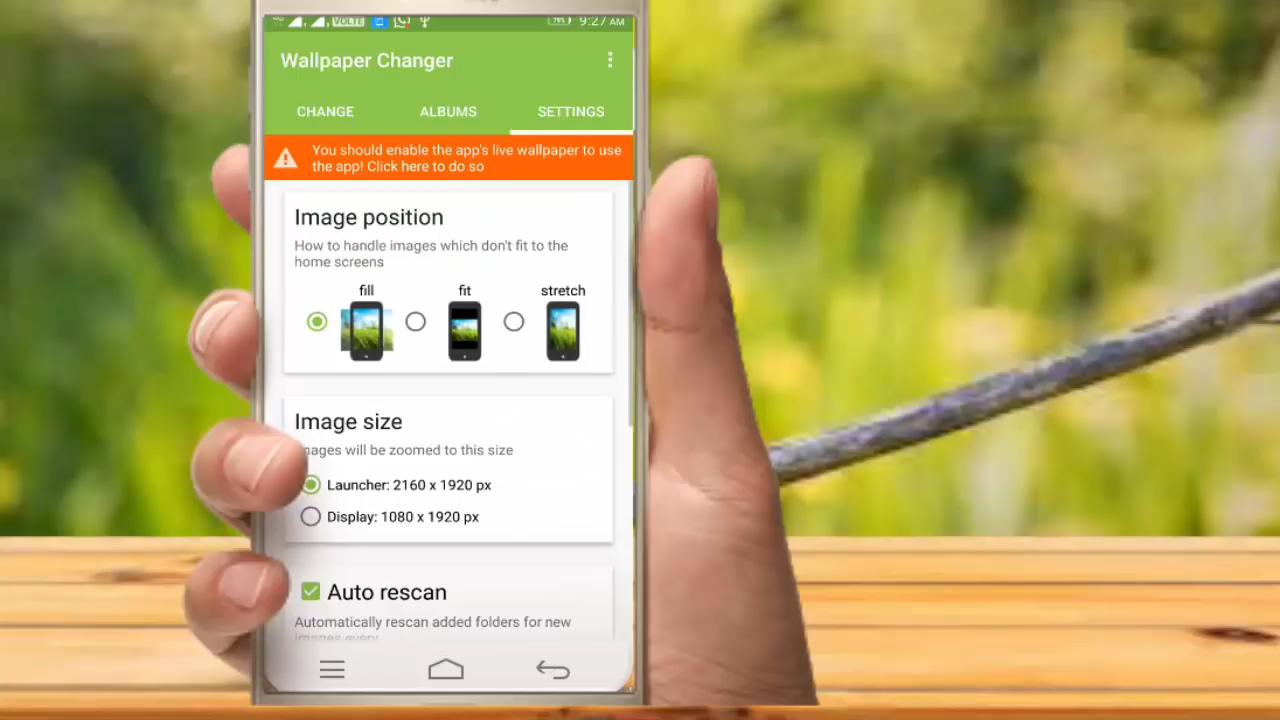 VOLTE 9:27 AM
Wallpaper Changer
CHANGE ALBUMS SETTINGS
You should enable the app's live wallpaper to use
the app! Click here to do so
Image position
How to handle images which don't fit to the
home screens
fill fit stretch
Image size
mages will be zoomed to this size
Launcher: 2160 x 1920 px
Display: 1080 x 1920 px
Auto rescan
Automatically rescan added folders for new
images every